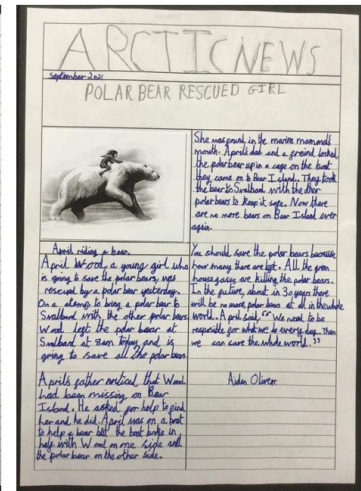 ARCTIC NEWS
September 2021
POLAR BEAR RESCUED GIRL
April riding a bear.
April Wood, a young girl who
is going to save the polar bears, was
rescued by a polar bear yesterday.
On a attemp to bring a polar bear to
Svalbard with the other polar bears
Wood left the polar bear at
Svalbard at 8am today and is
going to save all the polar bears.
April's father noticed that Wood
had been missing on Bear
Island. He asked for help to find
her and he did. April was on a boat
to help a bear but the boat broke in
half with Wood on one side and
the polar bear on the other side.
She was found in the marine mammals
mouth. April's dad and a freind locked
the polar bear up in a cage on the boat
they came on to Bear Island. They took
the bear to Svalbard with the other
polar bears to keep it safe. Now there
are no more bears on Bear Island ever
again.
You should save the polar bears because
how many there are left. All the green
houses gases are killing the polar bears.
In the future, about in 30 years there
will be no more polar bears at all in the whole
world. April said, "We need to be
responsible for what we do every day. Then
we can save the whole world."
Aidan Oliver